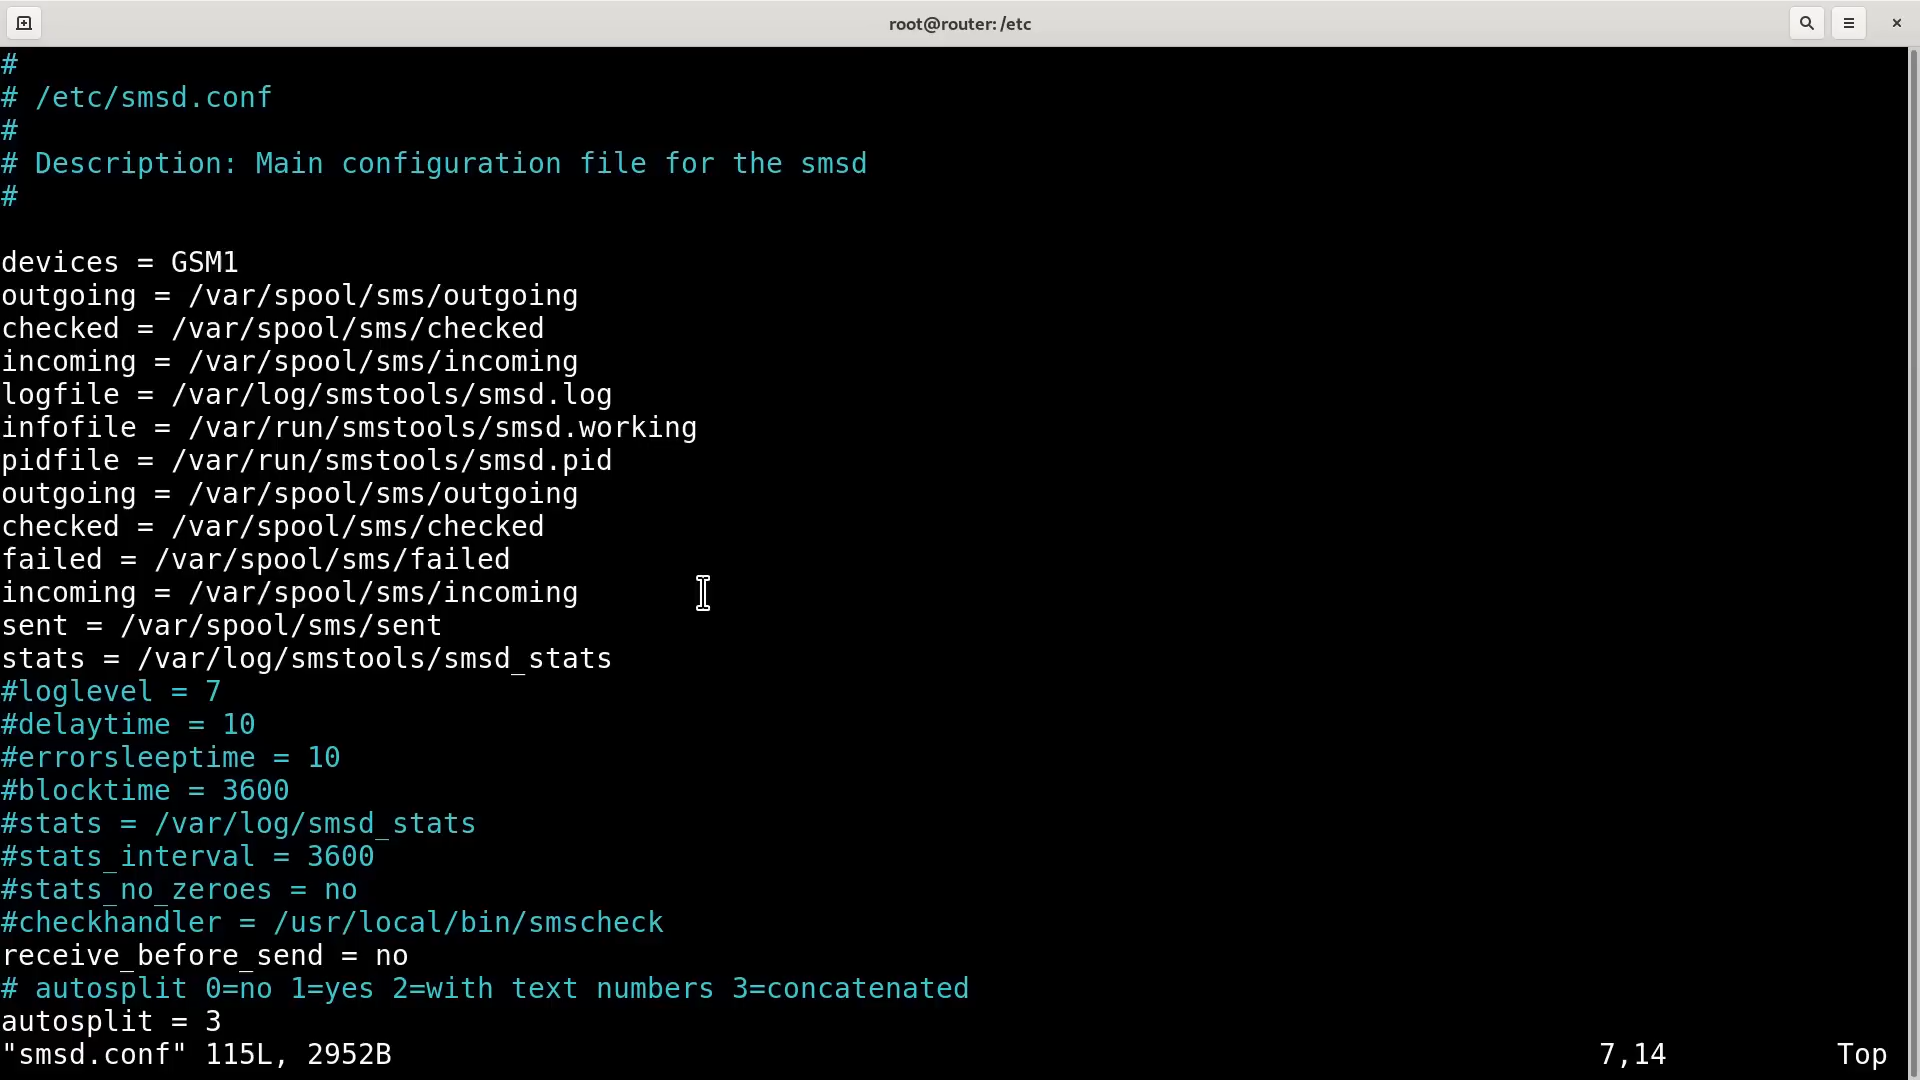 root@router: /etc
#
# /etc/smsd.conf
#
# Description: Main configuration file for the smsd
#
devices = GSM1
outgoing = /var/spool/sms/outgoing
checked = /var/spool/sms/checked
incoming = /var/spool/sms/incoming
logfile = /var/log/smstools/smsd.log
infofile = /var/run/smstools/smsd.working
pidfile = /var/run/smstools/smsd.pid
outgoing = /var/spool/sms/outgoing
checked = /var/spool/sms/checked
failed = /var/spool/sms/failed
incoming = /var/spool/sms/incoming
sent = /var/spool/sms/sent
stats = /var/log/smstools/smsd_stats
#loglevel = 7
#delaytime = 10
#errorsleeptime = 10
#blocktime = 3600
#stats = /var/log/smsd_stats
#stats_interval = 3600
#stats_no_zeroes = no
#checkhandler = /usr/local/bin/smscheck
receive_before_send = no
# autosplit 0=no 1=yes 2=with text numbers 3=concatenated
autosplit = 3
"smsd.conf" 115L, 2952B 7,14 Top